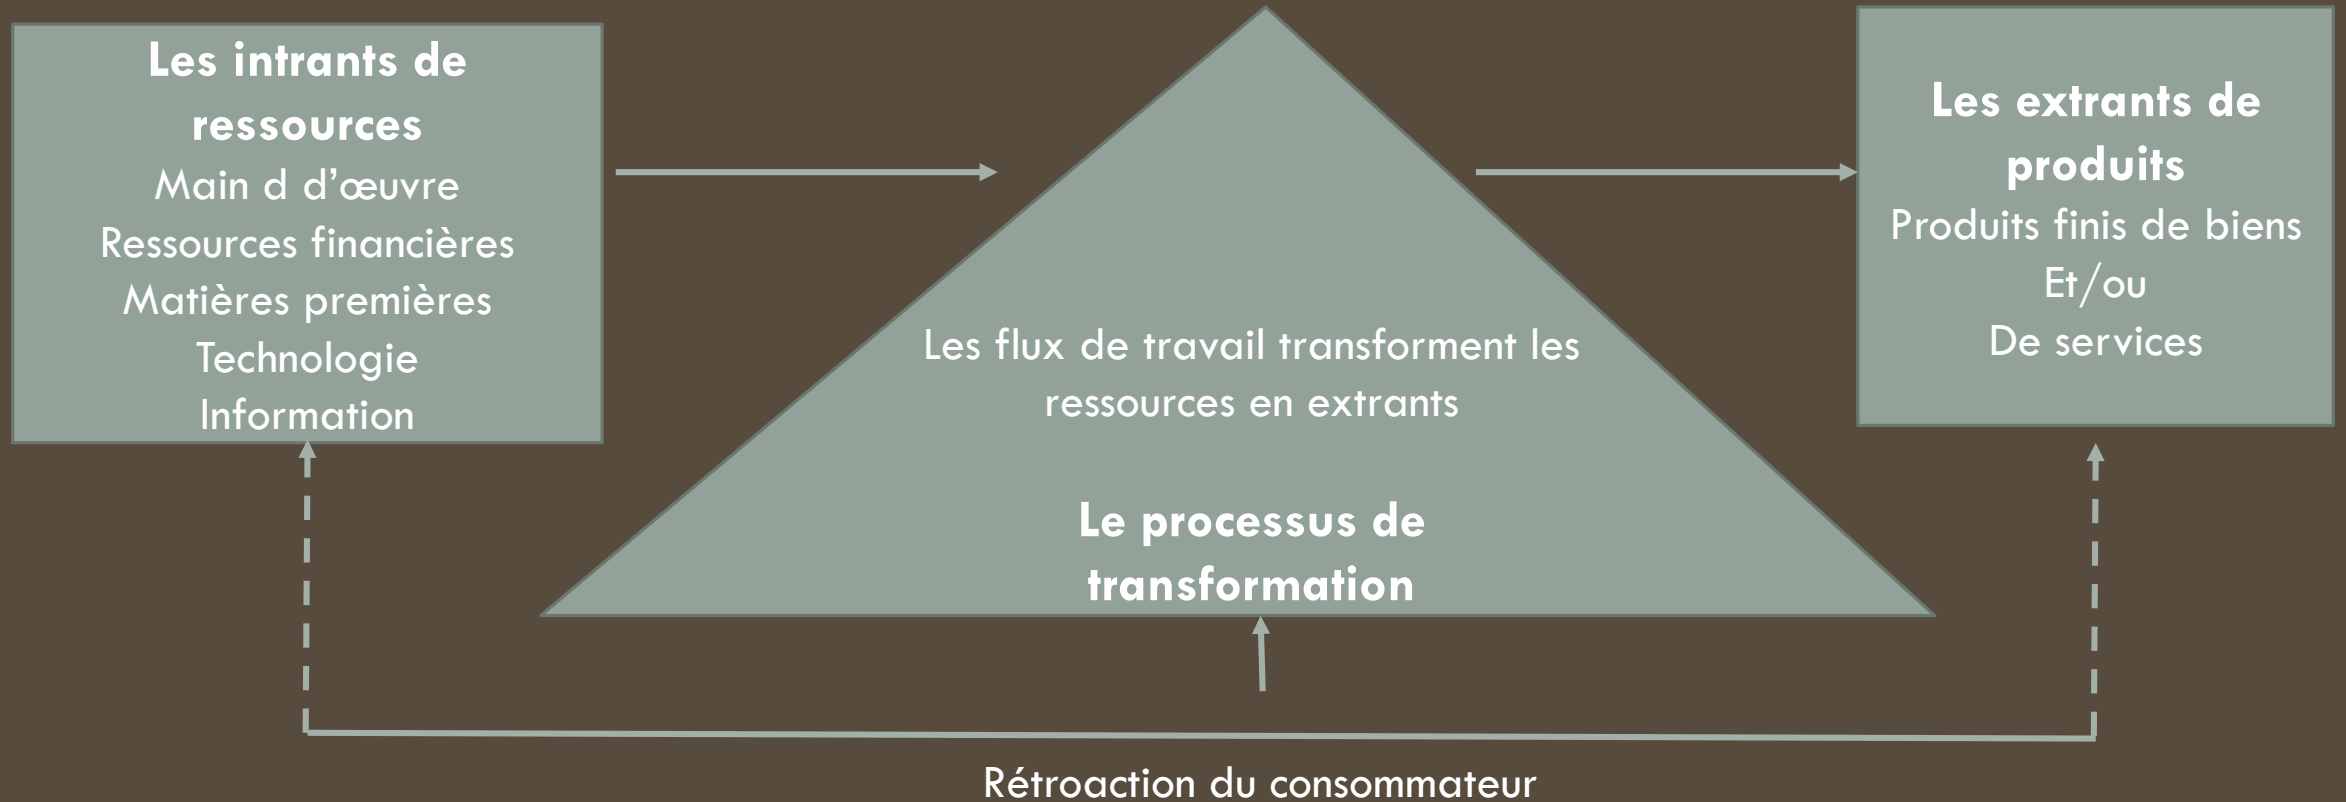 Les intrants de
ressources
Main d d’œuvre
Ressources financières
Matières premières
Technologie
Information
Les flux de travail transforment les
ressources en extrants
Le processus de
transformation
Les extrants de
produits
Produits finis de biens
Et/ou
De services
Rétroaction du consommateur